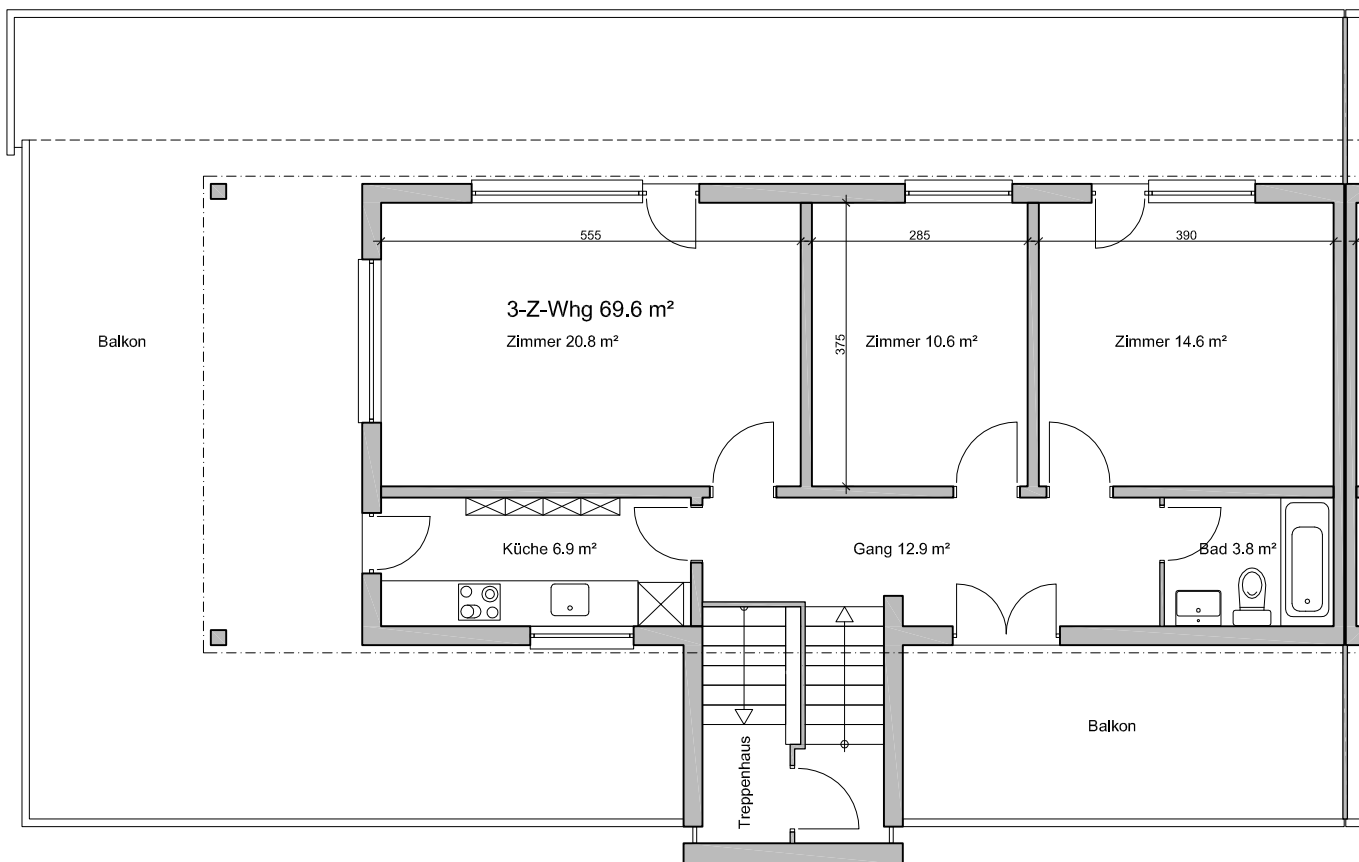 555
285
390
3-Z-Whg 69.6 m²
Zimmer 20.8 m²
375
Zimmer 10.6 m²
Zimmer 14.6 m²
Balkon
Küche 6.9 m²
Gang 12.9 m²
Bad 3.8 m²
Treppenhaus
Balkon